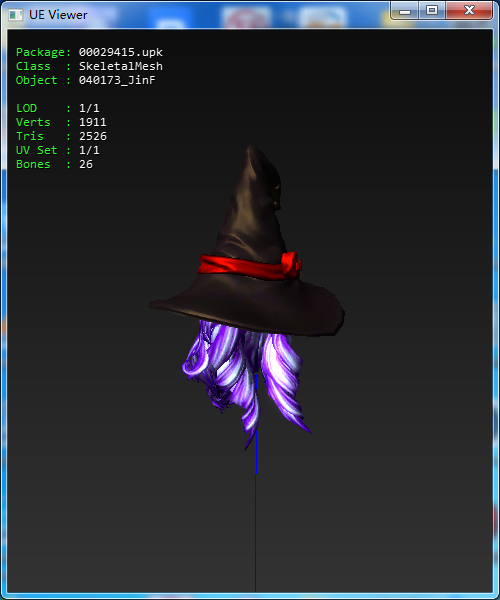 UE Viewer
Package: 00029415.upk
Class : SkeletalMesh
Object : 040173_JinF
LOD : 1/1
Verts : 1911
Tris : 2526
UV Set : 1/1
Bones : 26